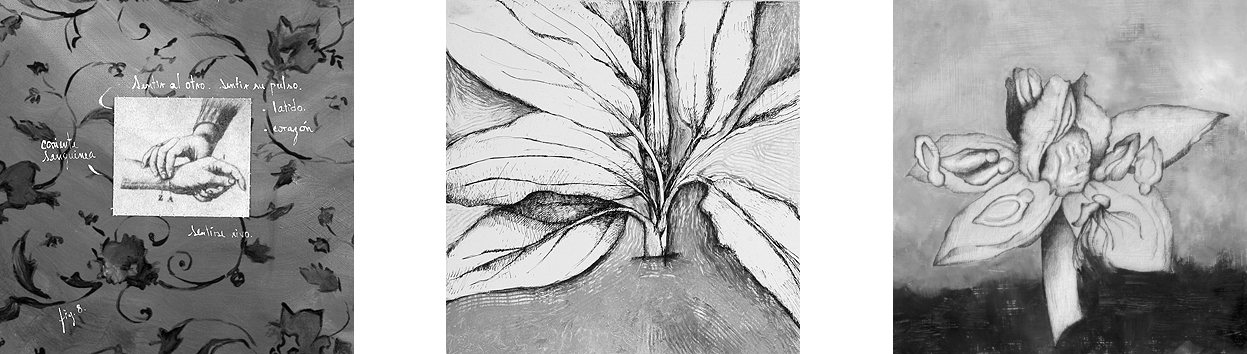 Sentir al otro. Sentir su pulso.
- latido.
- corazón
corriente
sanguínea
Sentirse vivo.
fig. 8.